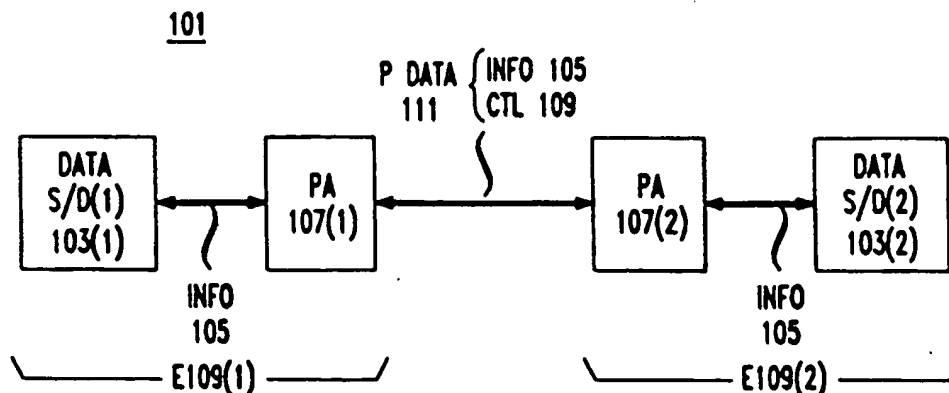 101
P DATA
111
INFO 105
CTL 109
DATA
S/D(1)
103(1)
PA
107(1)
PA
107(2)
DATA
S/D(2)
103(2)
INFO
105
INFO
105
E109(1)
E109(2)